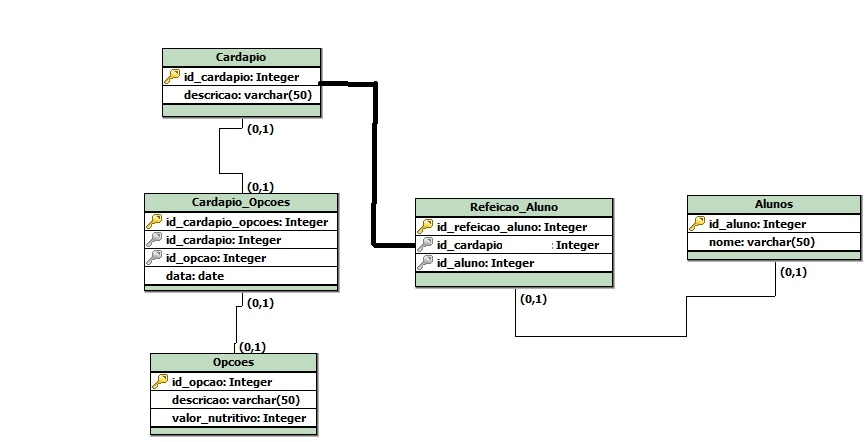 Cardapio
id_cardapio: Integer
descricao: varchar(50)
(0,1)
(0,1)
Cardapio_Opcoes
id_cardapio_opcoes: Integer
id_cardapio: Integer
id_opcao: Integer
data: date
(0,1)
(0,1)
Opcoes
id_opcao: Integer
descricao: varchar(50)
valor_nutritivo: Integer
Refeicao_Aluno
id_refeicao_aluno: Integer
id_cardapio : Integer
id_aluno: Integer
(0,1)
Alunos
id_aluno: Integer
nome: varchar(50)
(0,1)